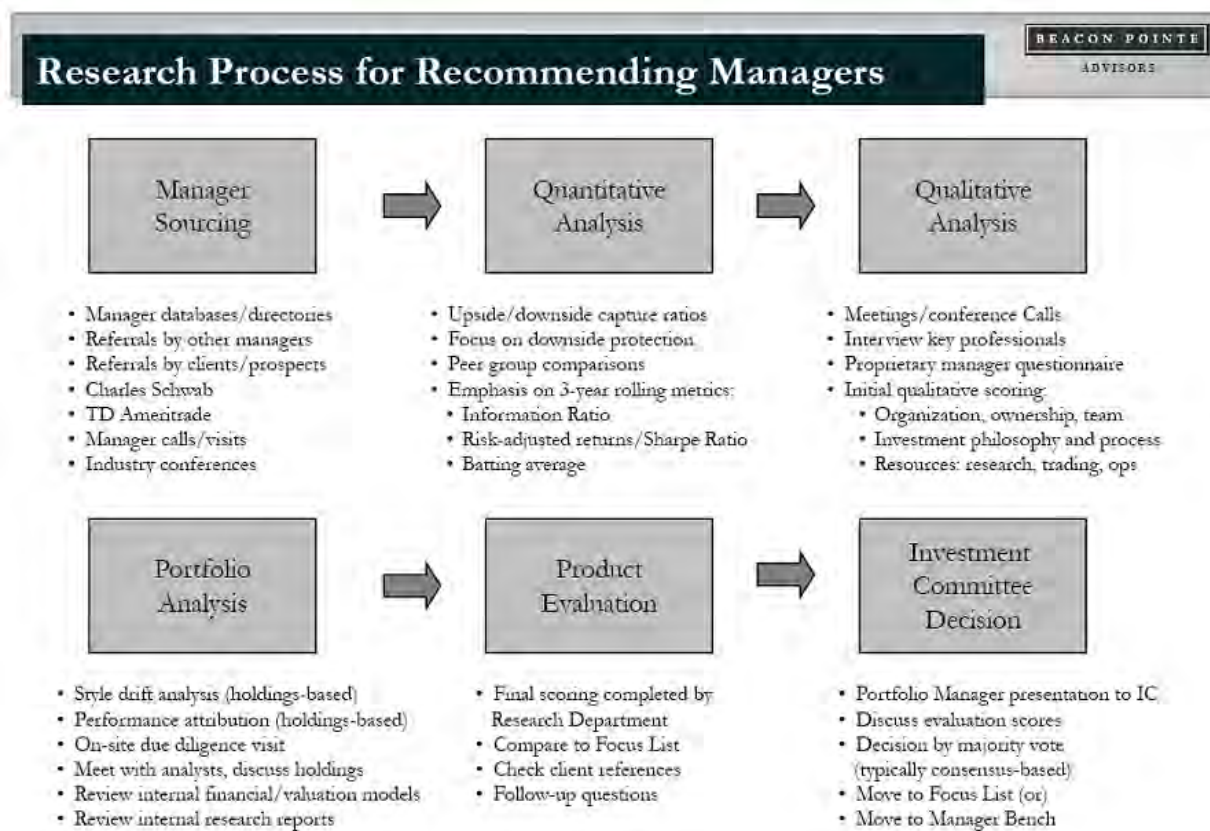 BEACON POINTE
ADVISORS
Research Process for Recommending Managers
Manager
Sourcing
Quantitative
Analysis
Qualitative
Analysis
• Manager databases/directories
• Referrals by other managers
• Referrals by clients/prospects
• Charles Schwab
• TD Ameritrade
• Manager calls/visits
• Industry conferences
• Upside/downside capture ratios
• Focus on downside protection
• Peer group comparisons
• Emphasis on 3-year rolling metrics:
• Information Ratio
• Risk-adjusted returns/Sharpe Ratio
• Batting average
• Meetings/conference Calls
• Interview key professionals
• Proprietary manager questionnaire
• Initial qualitative scoring:
• Organization, ownership, team
• Investment philosophy and process
• Resources: research, trading, ops
Portfolio
Analysis
Product
Evaluation
Investment
Committee
Decision
• Style drift analysis (holdings-based)
• Performance attribution (holdings-based)
• On-site due diligence visit
• Meet with analysts, discuss holdings
• Review internal financial/valuation models
• Review internal research reports
• Final scoring completed by
Research Department
• Compare to Focus List
• Check client references
• Follow-up questions
• Portfolio Manager presentation to IC
• Discuss evaluation scores
• Decision by majority vote
(typically consensus-based)
• Move to Focus List (or)
• Move to Manager Bench